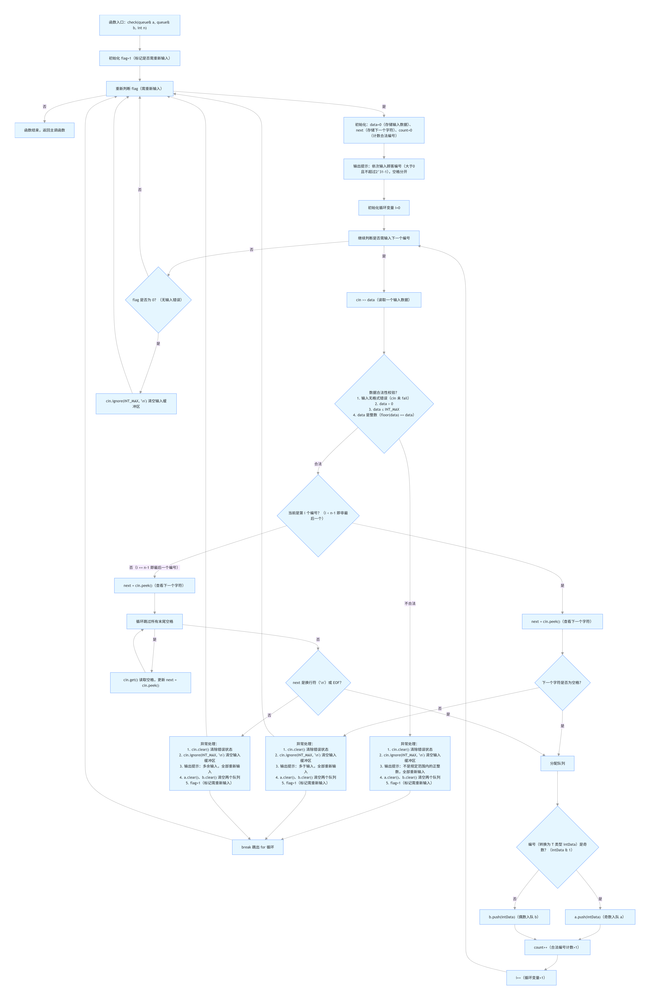 函数入口：check(queue& a, queue&
b, int n)
初始化 flag=1（标记是否需重新输入）
重新判断 flag（需重新输入）
否
是
函数结束，返回主调函数
初始化：data=0（存储输入数据）、
next（存储下一个字符）、count=0
（计数合法编号）
输出提示：依次输入顾客编号（大于0
且不超过2^31-1），空格分开
初始化循环变量 i=0
否
继续判断是否需输入下一个编号
否
是
flag 是否为 0？（无输入错误）
cin >> data（读取一个输入数据）
是
cin.ignore(INT_MAX, '\n') 清空输入缓
冲区
数据合法性校验？
1. 输入无格式错误（cin 未 fail）
2. data > 0
3. data ≤ INT_MAX
4. data 是整数（floor(data) == data）
合法
当前是第 i 个编号？（i < n-1 即非最
后一个）
否（i == n-1 即最后一个编号）
是
next = cin.peek()（查看下一个字符）
不合法
循环跳过所有末尾空格
next = cin.peek()（查看下一个字符）
是
否
cin.get() 读取空格，更新 next =
cin.peek()
next 是换行符（'\n'）或 EOF？
下一个字符是否为空格？
否
是
否
是
异常处理：
1. cin.clear() 清除错误状态
2. cin.ignore(INT_MAX, '\n') 清空输入
缓冲区
3. 输出提示：多余输入，全部重新输
入
4. a.clear()、b.clear() 清空两个队列
5. flag=1（标记需重新输入）
异常处理：
1. cin.clear() 清除错误状态
2. cin.ignore(INT_MAX, '\n') 清空输入
缓冲区
3. 输出提示：多于输入，全部重新输
入
4. a.clear()、b.clear() 清空两个队列
5. flag=1（标记需重新输入）
异常处理：
1. cin.clear() 清除错误状态
2. cin.ignore(INT_MAX, '\n') 清空输入
缓冲区
3. 输出提示：不是规定范围内的正整
数，全部重新输入
4. a.clear()、b.clear() 清空两个队列
5. flag=1（标记需重新输入）
分配队列
break 跳出 for 循环
编号（转换为 T 类型 intData）是奇
数？（intData & 1）
否
是
b.push(intData)（偶数入队 b）
a.push(intData)（奇数入队 a）
count++（合法编号计数+1）
i++（循环变量+1）